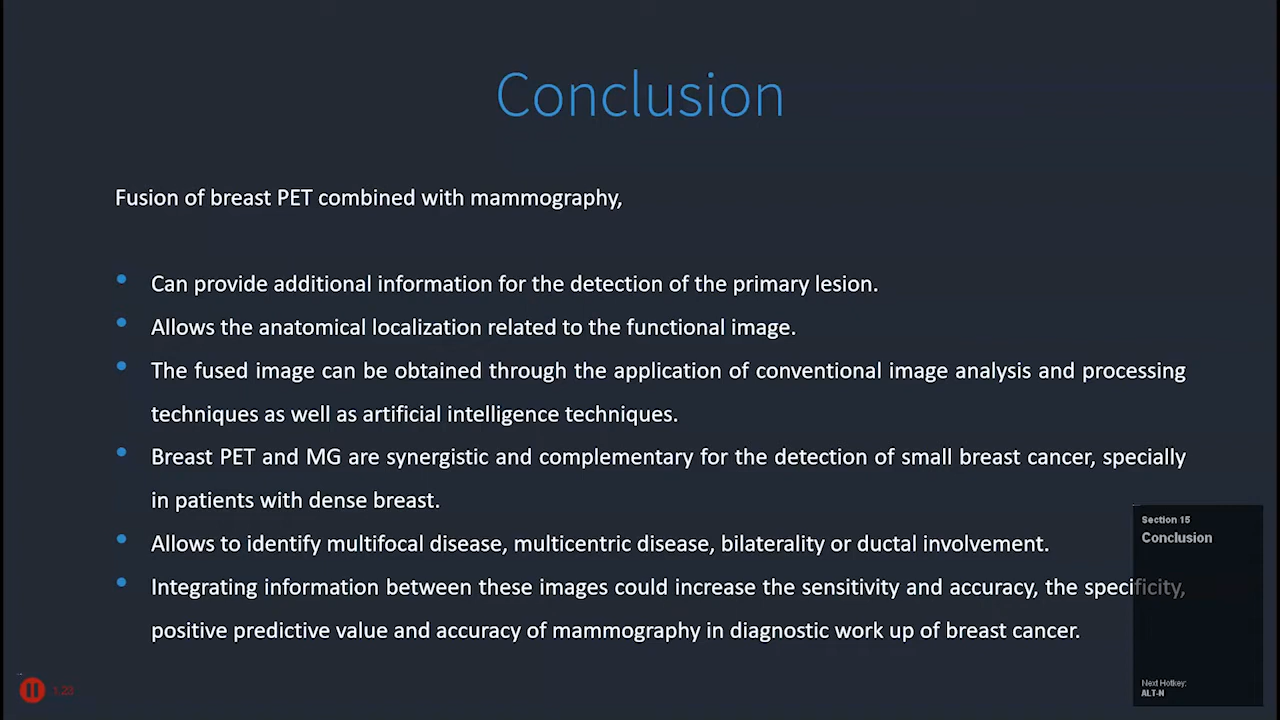 Conclusion
Fusion of breast PET combined with mammography,
• Can provide additional information for the detection of the primary lesion.
• Allows the anatomical localization related to the functional image.
• The fused image can be obtained through the application of conventional image analysis and processing
techniques as well as artificial intelligence techniques.
• Breast PET and MG are synergistic and complementary for the detection of small breast cancer, specially
in patients with dense breast.
• Allows to identify multifocal disease, multicentric disease, bilaterality or ductal involvement.
• Integrating information between these images could increase the sensitivity and accuracy, the specificity,
positive predictive value and accuracy of mammography in diagnostic work up of breast cancer.
Section 15
Conclusion
Next Hotkey:
ALT-N
1:23